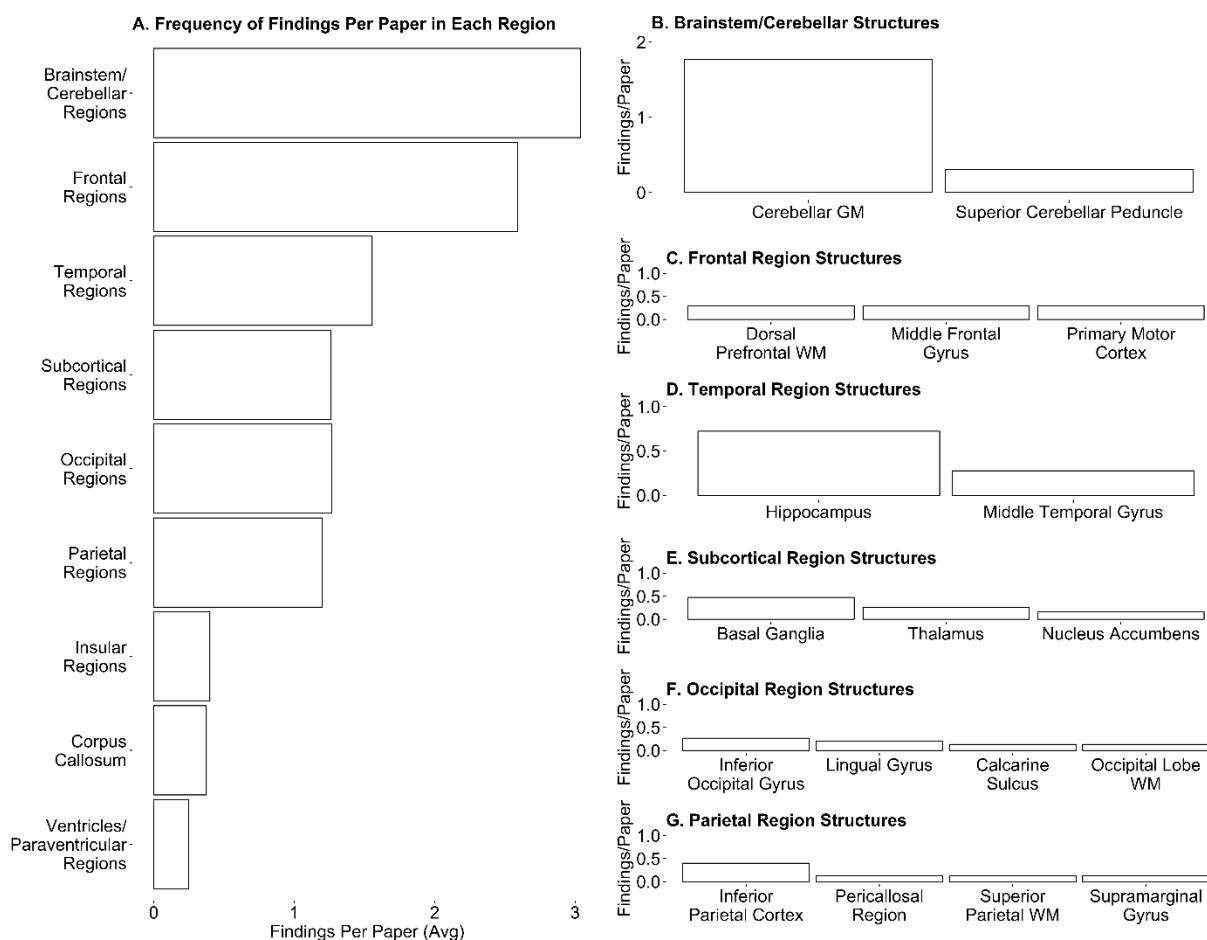 A. Frequency of Findings Per Paper in Each Region
Brainstem/
Cerebellar
Regions
Frontal
Regions
Temporal
Regions
Subcortical
Regions
Occipital
Regions
Parietal
Regions
Insular
Regions
Corpus
Callosum
Ventricles/
Paraventricular
Regions
0 1 2 3
Findings Per Paper (Avg)
B. Brainstem/Cerebellar Structures
Findings/Paper
2
1
0
Cerebellar GM Superior Cerebellar Peduncle
C. Frontal Region Structures
Findings/Paper
1.0
0.5
0.0
Dorsal
Prefrontal WM
Middle Frontal
Gyrus
Primary Motor
Cortex
D. Temporal Region Structures
Findings/Paper
1.0
0.5
0.0
Hippocampus Middle Temporal Gyrus
E. Subcortical Region Structures
Findings/Paper
1.0
0.5
0.0
Basal Ganglia Thalamus Nucleus Accumbens
F. Occipital Region Structures
Findings/Paper
1.0
0.5
0.0
Inferior
Occipital Gyrus
Lingual Gyrus
Calcarine
Sulcus
Occipital Lobe
WM
G. Parietal Region Structures
Findings/Paper
1.0
0.5
0.0
Inferior
Parietal Cortex
Pericallosal
Region
Superior
Parietal WM
Supramarginal
Gyrus